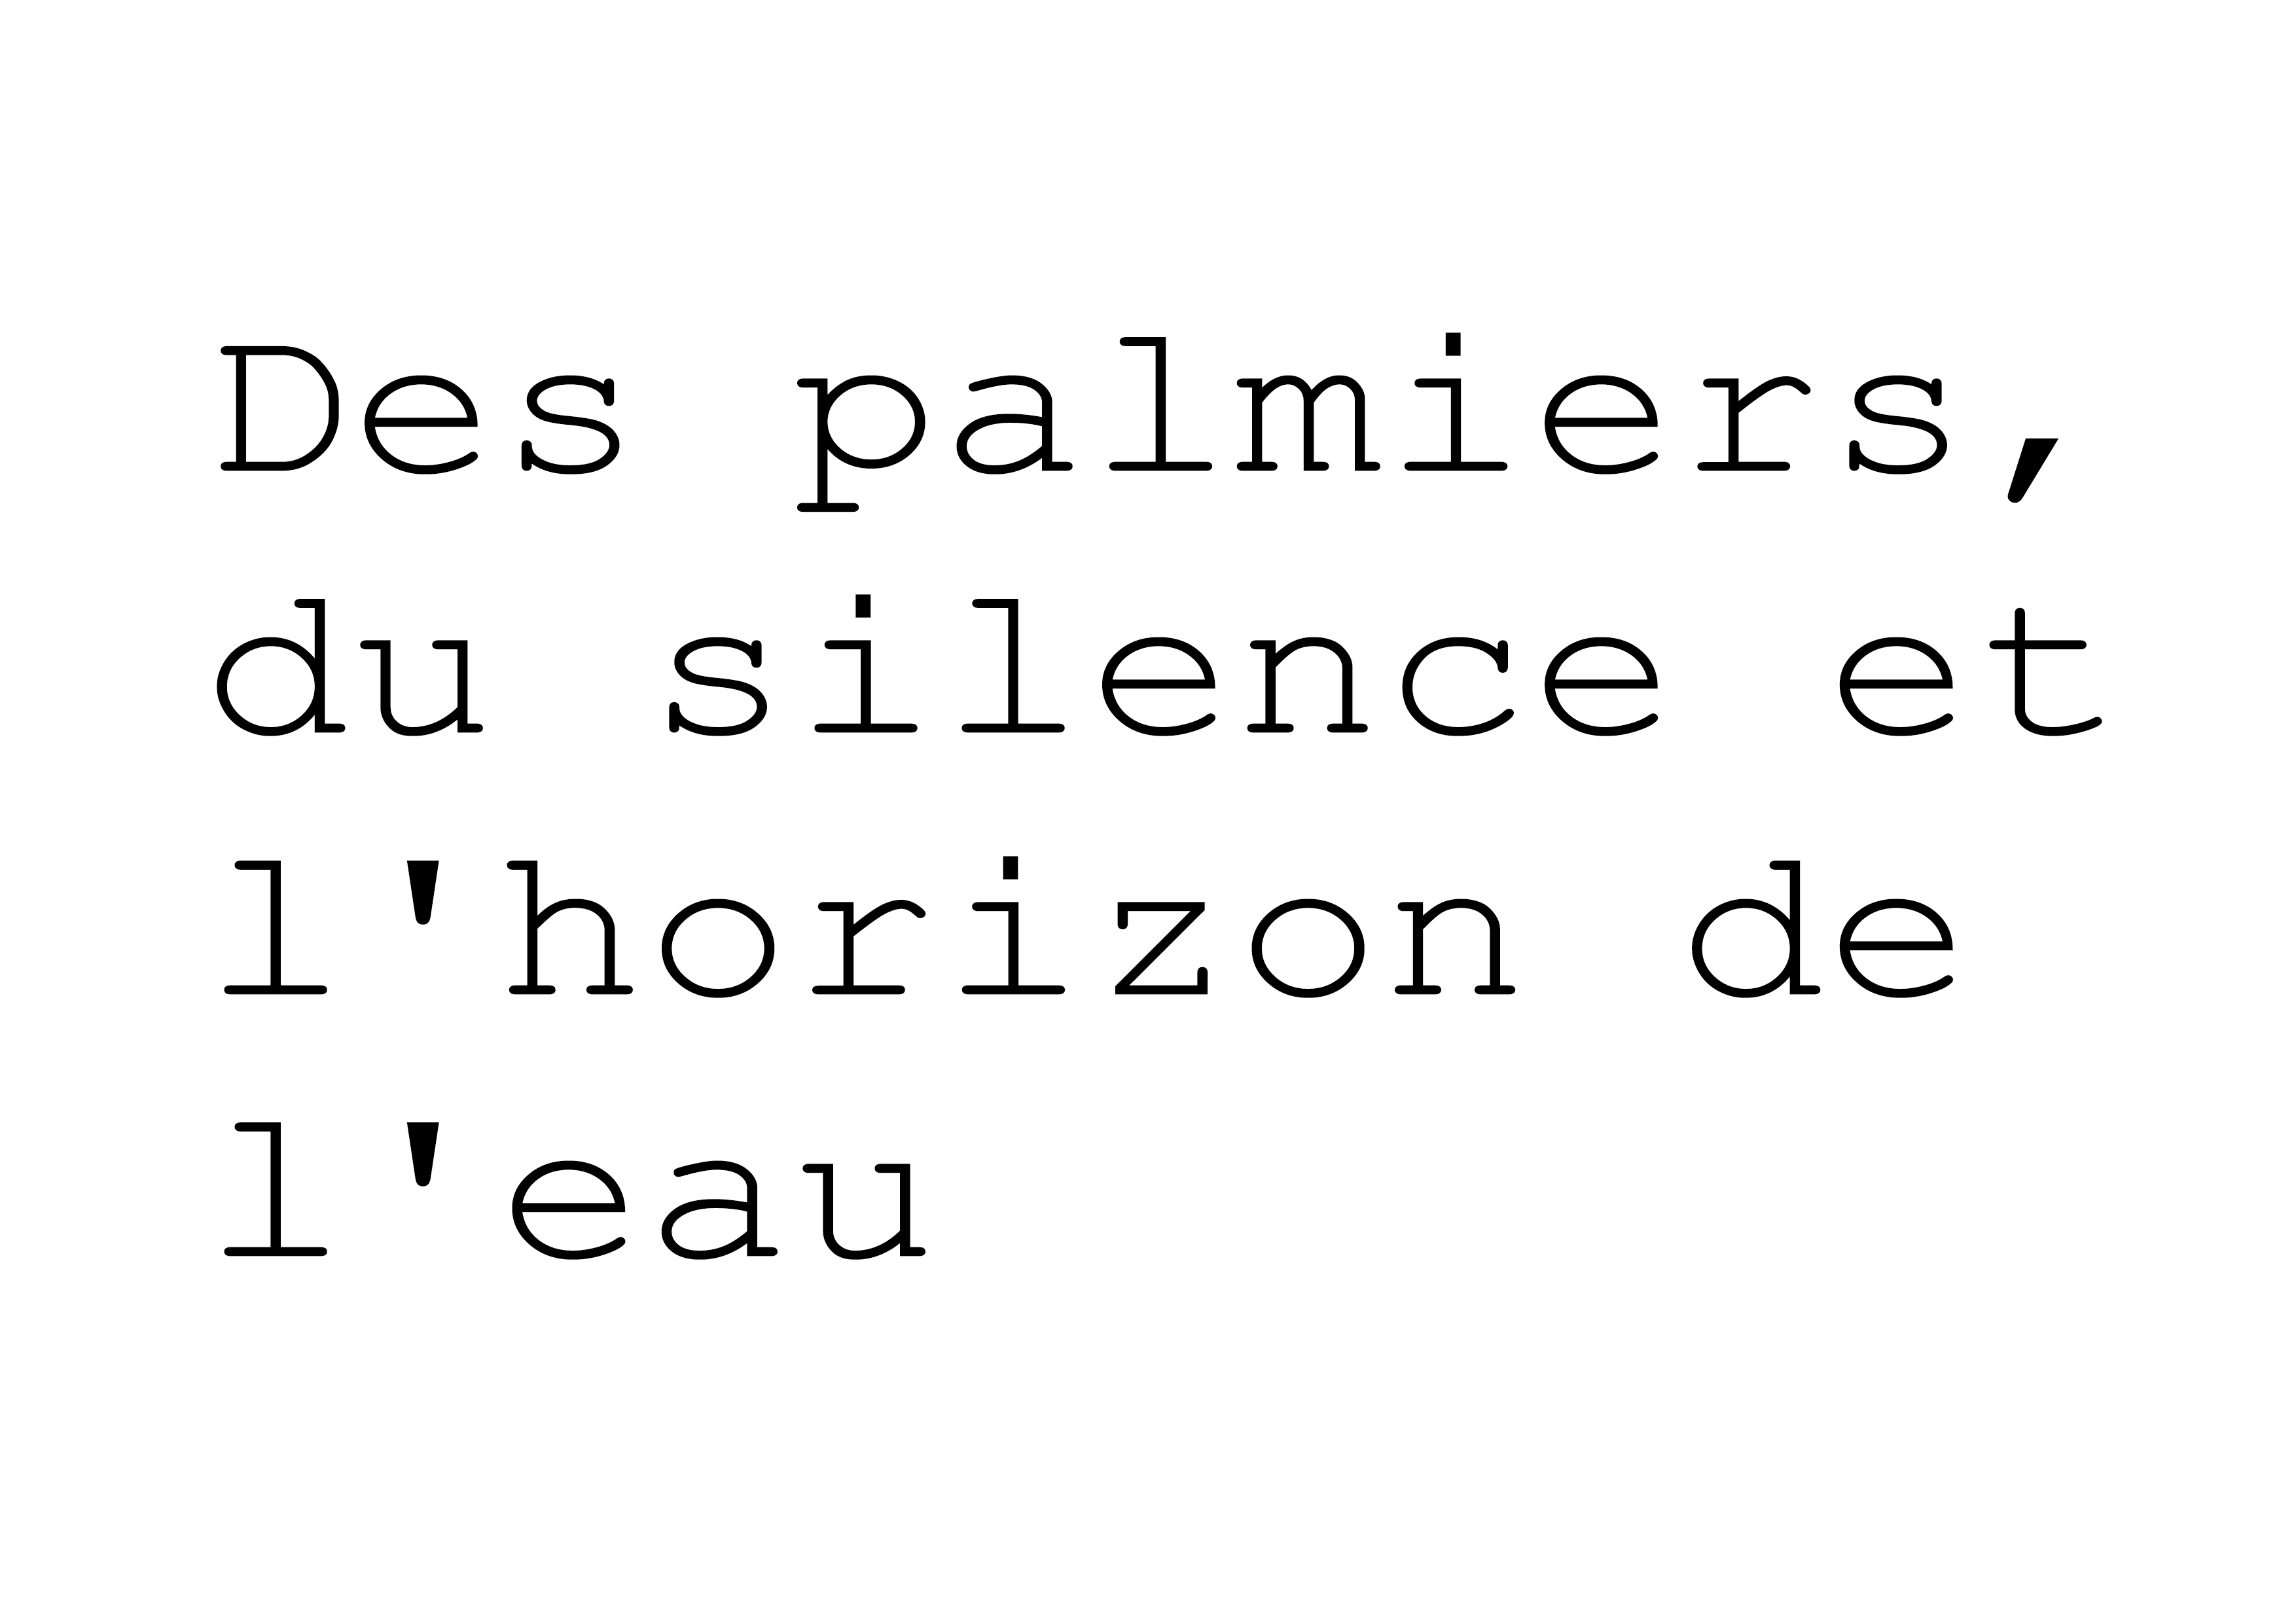 Des palmiers,
du silence et
l'horizon de
l'eau